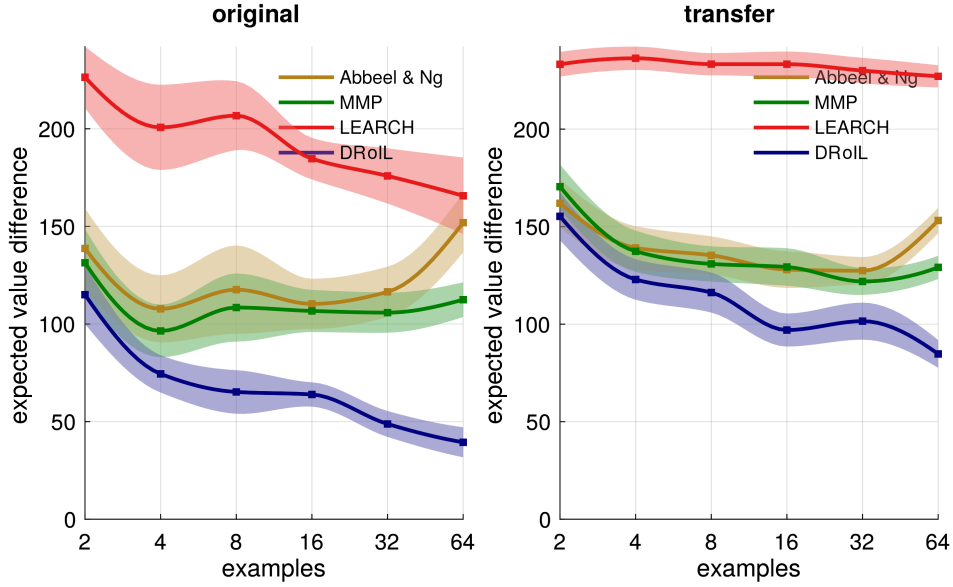 original
expected value difference
200
150
100
50
0
2
4
8
16
32
64
examples
Abbeel & Ng
MMP
LEARCH
DRoIL
transfer
expected value difference
200
150
100
50
0
2
4
8
16
32
64
examples
Abbeel & Ng
MMP
LEARCH
DRoIL